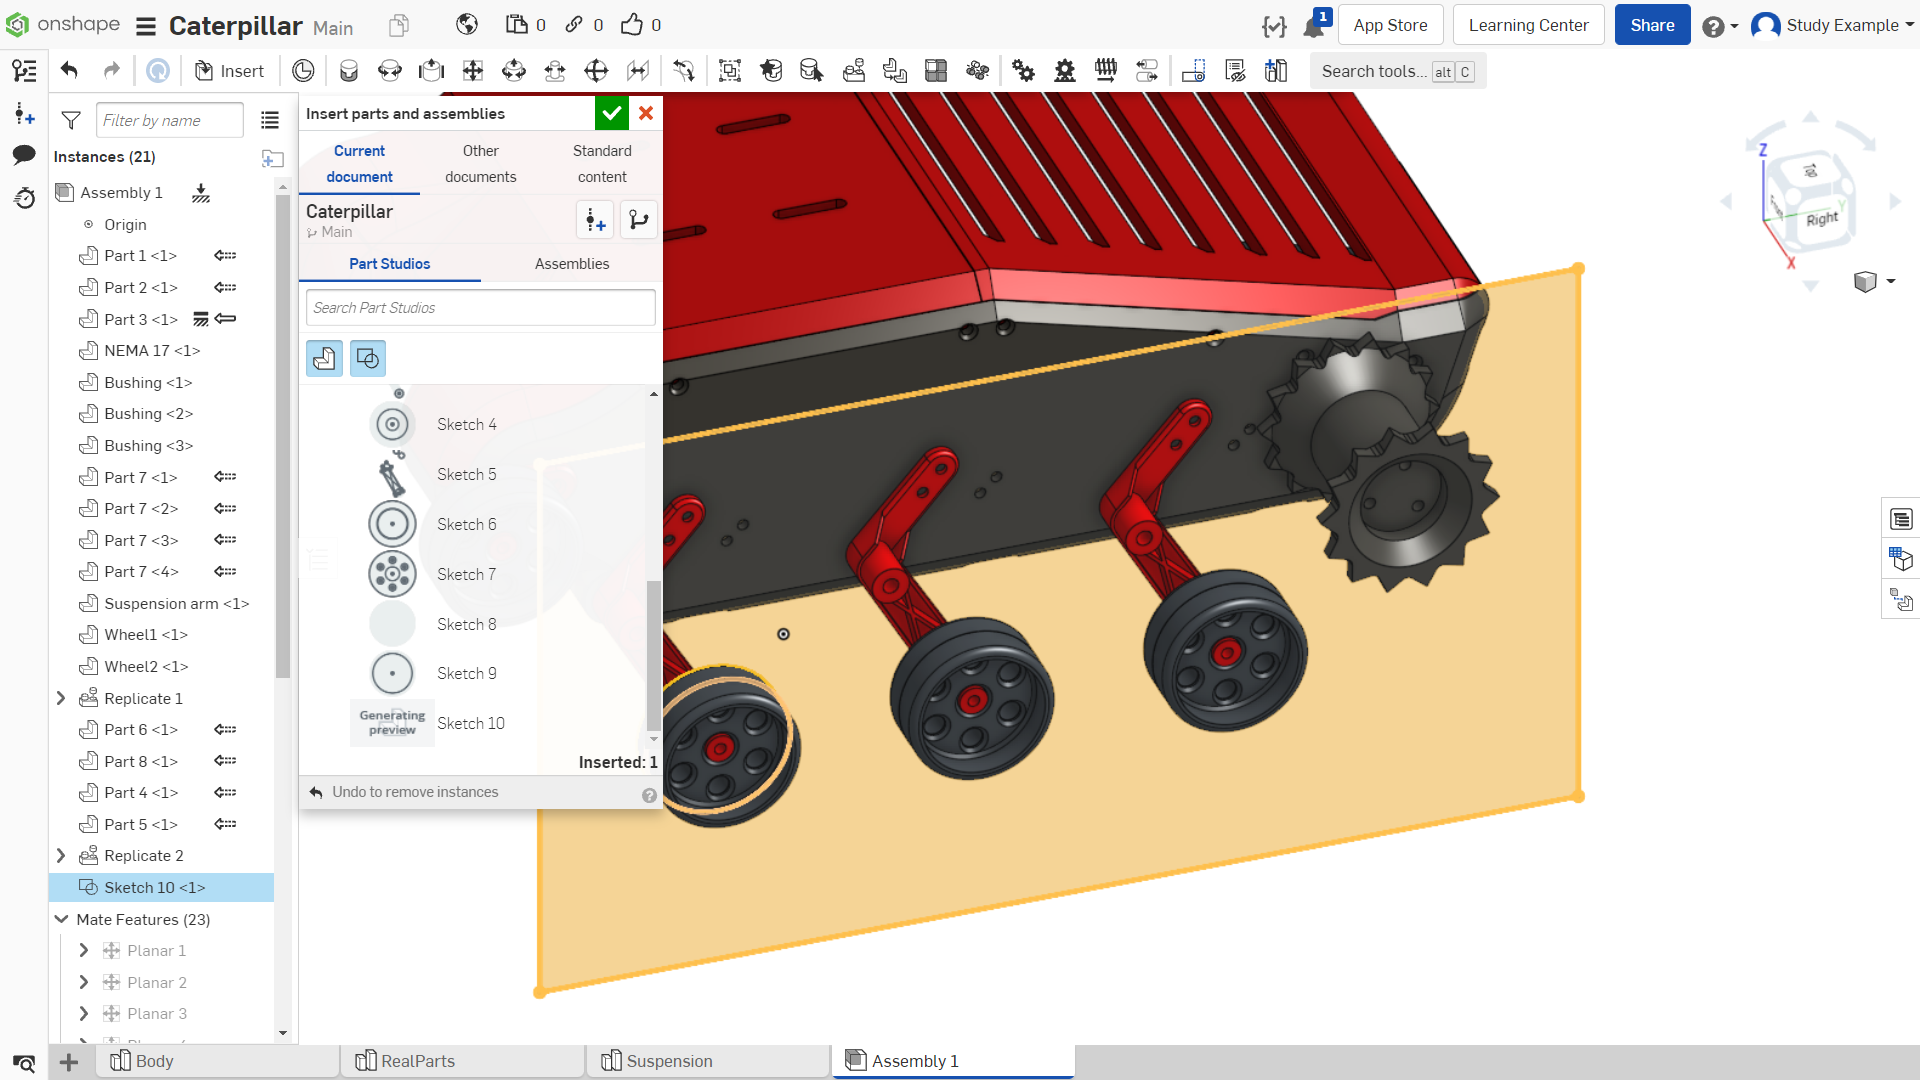 onshape Caterpillar Main 0 0 0 1 App Store Learning Center Share Study Example
Insert Search tools... alt C
Filter by name
Instances (21)
Assembly 1
Origin
Part 1 <1>
Part 2 <1>
Part 3 <1>
NEMA 17 <1>
Bushing <1>
Bushing <2>
Bushing <3>
Part 7 <1>
Part 7 <2>
Part 7 <3>
Part 7 <4>
Suspension arm <1>
Wheel1 <1>
Wheel2 <1>
Replicate 1
Part 6 <1>
Part 8 <1>
Part 4 <1>
Part 5 <1>
Replicate 2
Sketch 10 <1>
Mate Features (23)
Planar 1
Planar 2
Planar 3
Insert parts and assemblies
Current document
Other documents
Standard content
Caterpillar
Main
Part Studios Assemblies
Search Part Studios
Sketch 4
Sketch 5
Sketch 6
Sketch 7
Sketch 8
Sketch 9
Generating preview
Sketch 10
Inserted: 1
Undo to remove instances
Z
Top
Front
Right
Y
X
Body RealParts Suspension Assembly 1